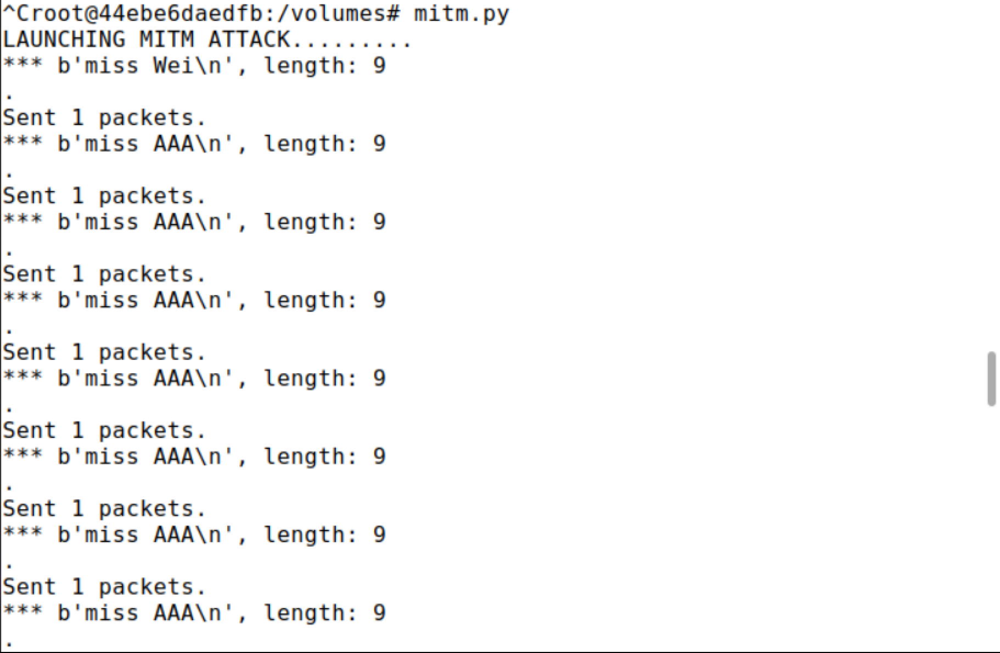 ^Croot@44ebe6daedfb:/volumes# mitm.py
LAUNCHING MITM ATTACK.........
*** b'miss Wei\n', length: 9
.
Sent 1 packets.
*** b'miss AAA\n', length: 9
.
Sent 1 packets.
*** b'miss AAA\n', length: 9
.
Sent 1 packets.
*** b'miss AAA\n', length: 9
.
Sent 1 packets.
*** b'miss AAA\n', length: 9
.
Sent 1 packets.
*** b'miss AAA\n', length: 9
.
Sent 1 packets.
*** b'miss AAA\n', length: 9
.
Sent 1 packets.
*** b'miss AAA\n', length: 9
.